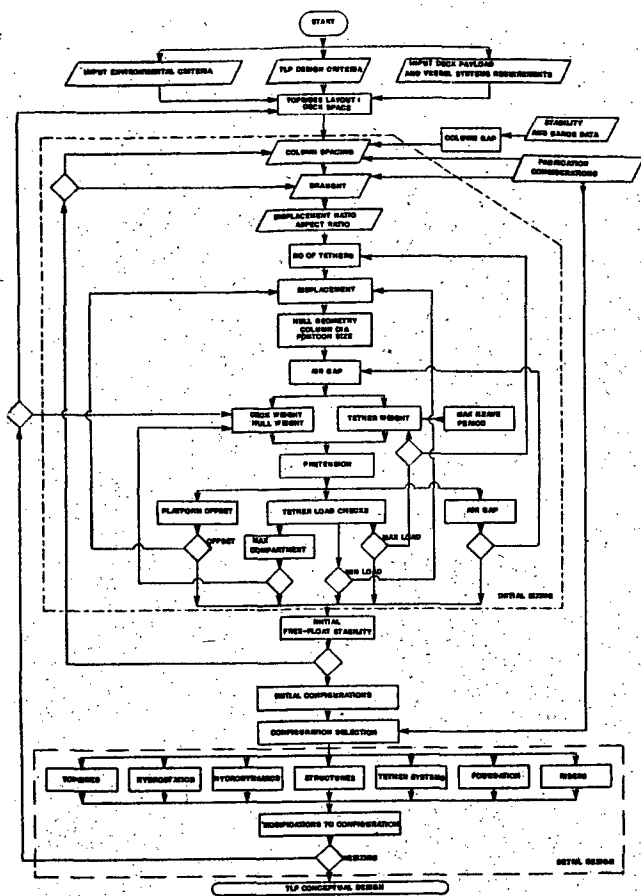 START
INPUT ENVIRONMENTAL CRITERIA
TLP DESIGN CRITERIA
INPUT DECK PAYLOAD
AND VESSEL SYSTEMS REQUIREMENTS
TOPSIDES LAYOUT :
DECK SPACE
STABILITY
AND
DATA
COLUMN GAP
COLUMN SPACING
FABRICATION
CONSIDERATIONS
DRAUGHT
DISPLACEMENT RATIO
ASPECT RATIO
NO OF TETHERS
DISPLACEMENT
HULL GEOMETRY
COLUMN DIA
PONTOON SIZE
AIR GAP
DECK WEIGHT
HULL WEIGHT
TETHER WEIGHT
MAX HEAVE
PERIOD
PRETENSION
PLATFORM OFFSET
TETHER LOAD CHECKS
AIR GAP
OFFSET
MAX
COMPARTMENT
MAX LOAD
MIN LOAD
INITIAL SIZING
INITIAL
FREE-FLOAT STABILITY
INITIAL CONFIGURATIONS
CONFIGURATION SELECTION
TOPSIDES
HYDROSTATICS
HYDRODYNAMICS
STRUCTURES
TETHER SYSTEMS
FOUNDATION
RISERS
MODIFICATIONS TO CONFIGURATION
RESIZING
DETAIL DESIGN
TLP CONCEPTUAL DESIGN